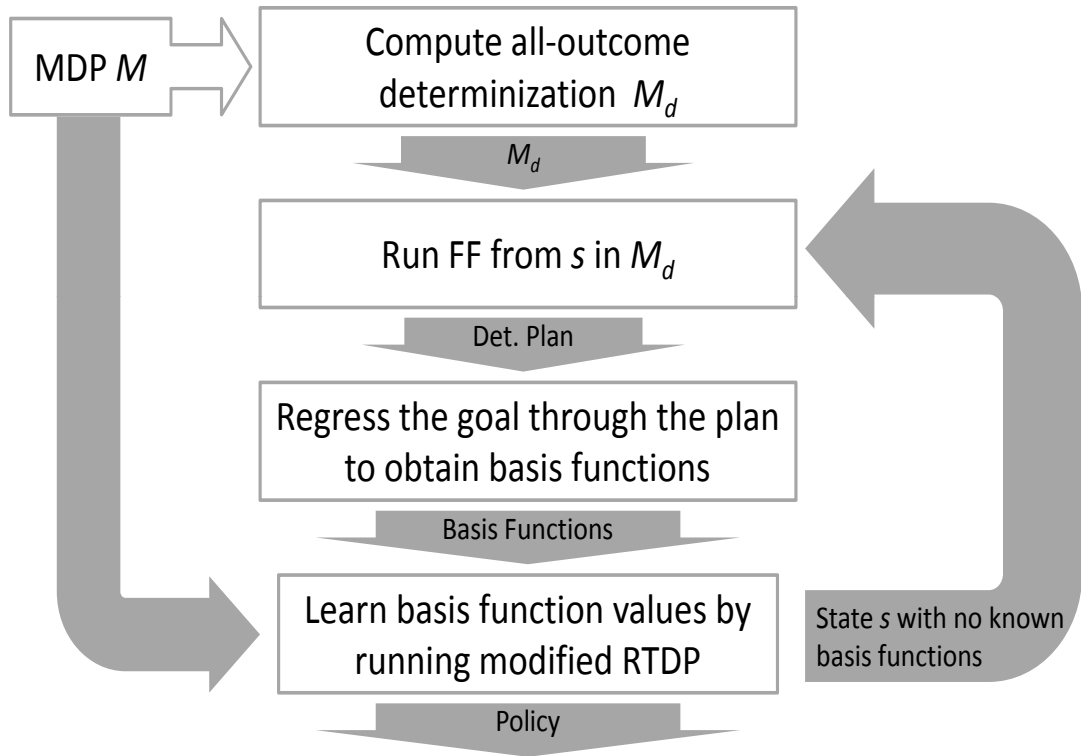 MDP M
Compute all-outcome
determinization M_d
M_d
Run FF from s in M_d
Det. Plan
Regress the goal through the plan
to obtain basis functions
Basis Functions
Learn basis function values by
running modified RTDP
State s with no known
basis functions
Policy